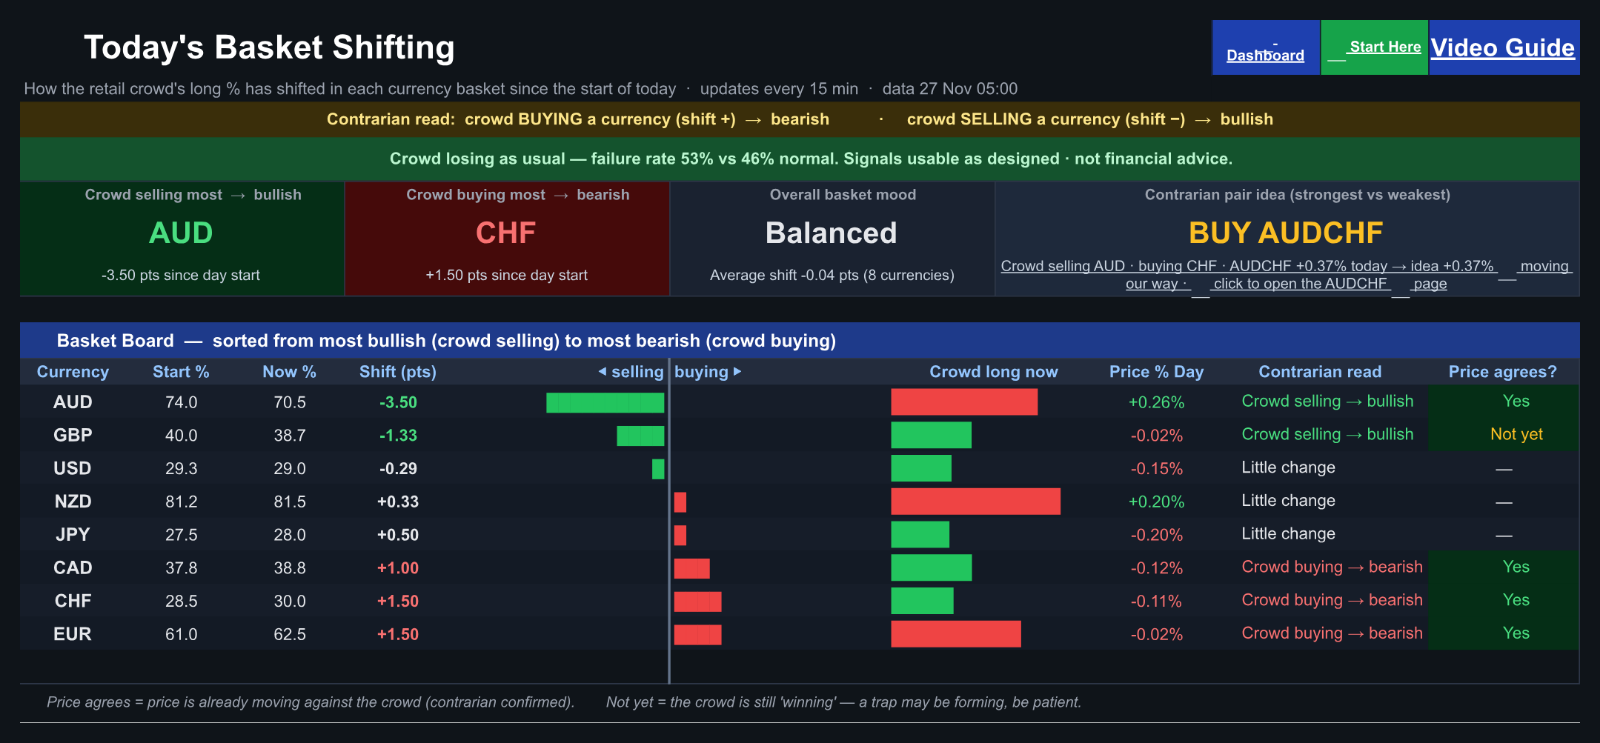 Today's Basket Shifting
Dashboard
Start Here
Video Guide
How the retail crowd's long % has shifted in each currency basket since the start of today · updates every 15 min · data 27 Nov 05:00
Contrarian read: crowd BUYING a currency (shift +) → bearish · crowd SELLING a currency (shift −) → bullish
Crowd losing as usual — failure rate 53% vs 46% normal. Signals usable as designed · not financial advice.
Crowd selling most → bullish
AUD
-3.50 pts since day start
Crowd buying most → bearish
CHF
+1.50 pts since day start
Overall basket mood
Balanced
Average shift -0.04 pts (8 currencies)
Contrarian pair idea (strongest vs weakest)
BUY AUDCHF
Crowd selling AUD · buying CHF · AUDCHF +0.37% today → idea +0.37% __ moving
our way · __ click to open the AUDCHF __ page
Basket Board — sorted from most bullish (crowd selling) to most bearish (crowd buying)
Currency Start % Now % Shift (pts) ◂ selling buying ▸ Crowd long now Price % Day Contrarian read Price agrees?
AUD 74.0 70.5 -3.50 +0.26% Crowd selling → bullish Yes
GBP 40.0 38.7 -1.33 -0.02% Crowd selling → bullish Not yet
USD 29.3 29.0 -0.29 -0.15% Little change —
NZD 81.2 81.5 +0.33 +0.20% Little change —
JPY 27.5 28.0 +0.50 -0.20% Little change —
CAD 37.8 38.8 +1.00 -0.12% Crowd buying → bearish Yes
CHF 28.5 30.0 +1.50 -0.11% Crowd buying → bearish Yes
EUR 61.0 62.5 +1.50 -0.02% Crowd buying → bearish Yes
Price agrees = price is already moving against the crowd (contrarian confirmed). Not yet = the crowd is still 'winning' — a trap may be forming, be patient.